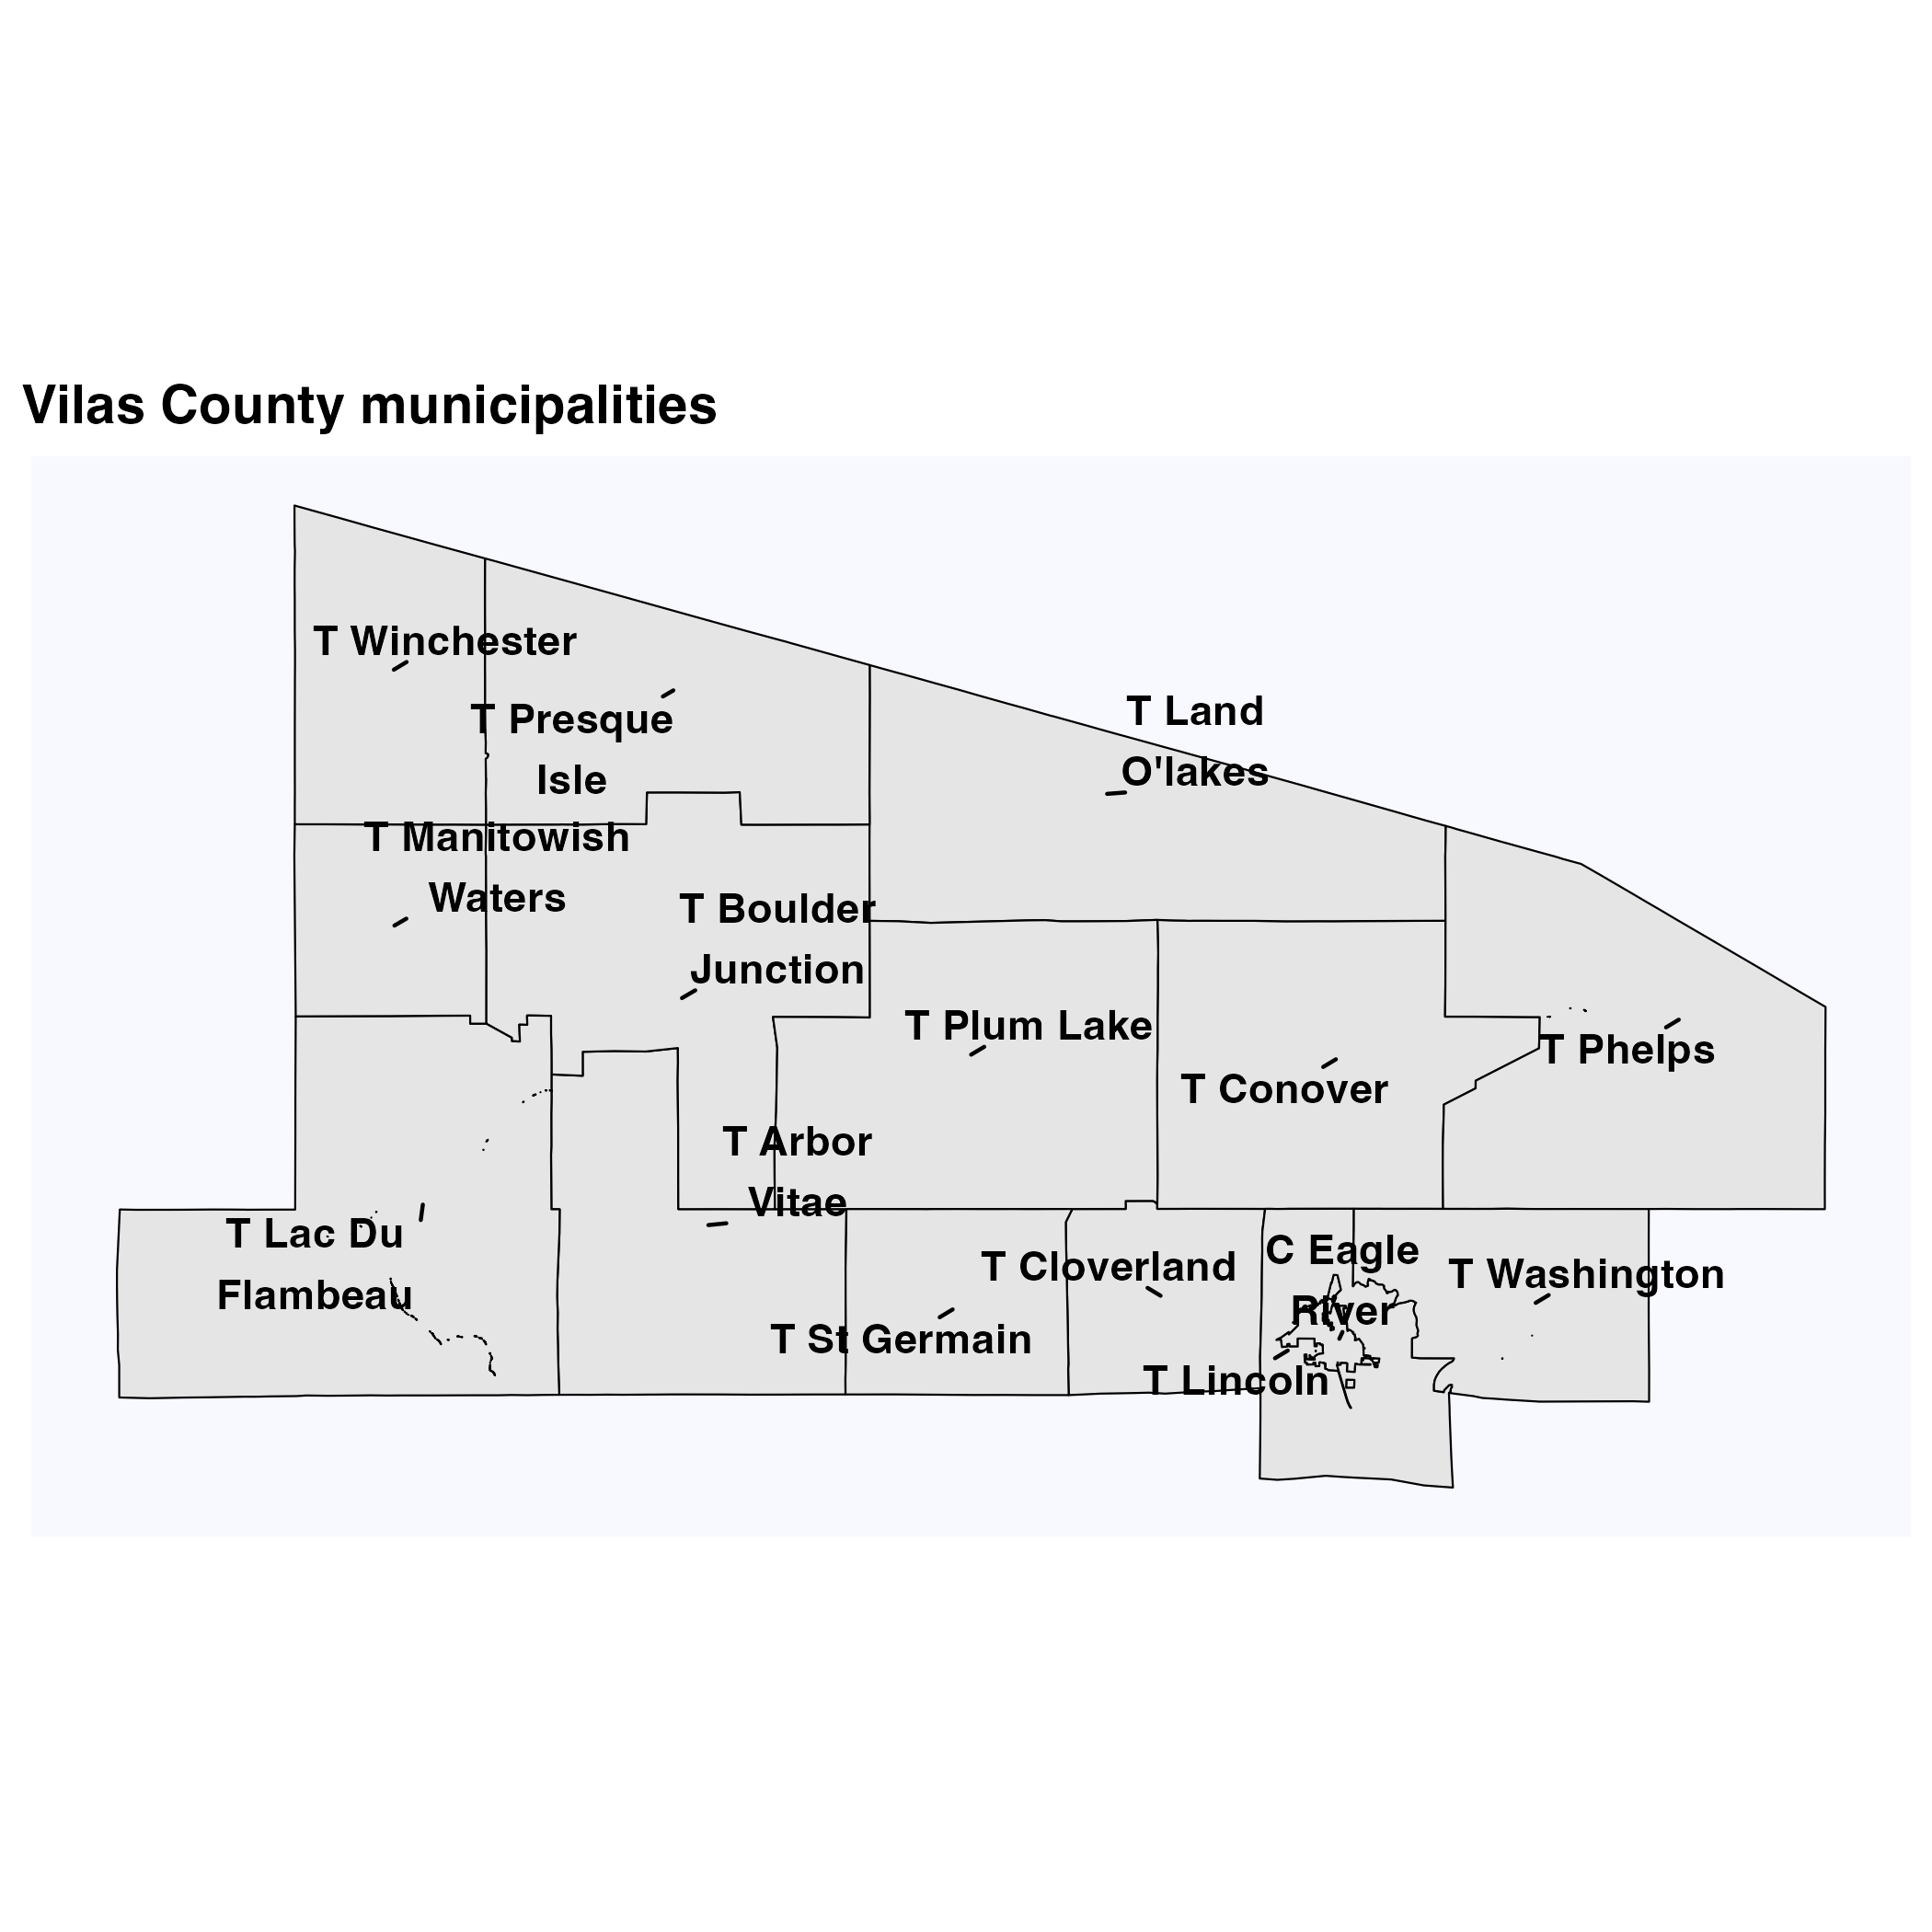 Vilas County municipalities
T Winchester
T Presque
Isle
T Land
O'lakes
T Manitowish
Waters
T Boulder
Junction
T Plum Lake
T Phelps
T Conover
T Arbor
Vitae
T Lac Du
Flambeau
T Cloverland
C Eagle
River
T Washington
T St Germain
T Lincoln